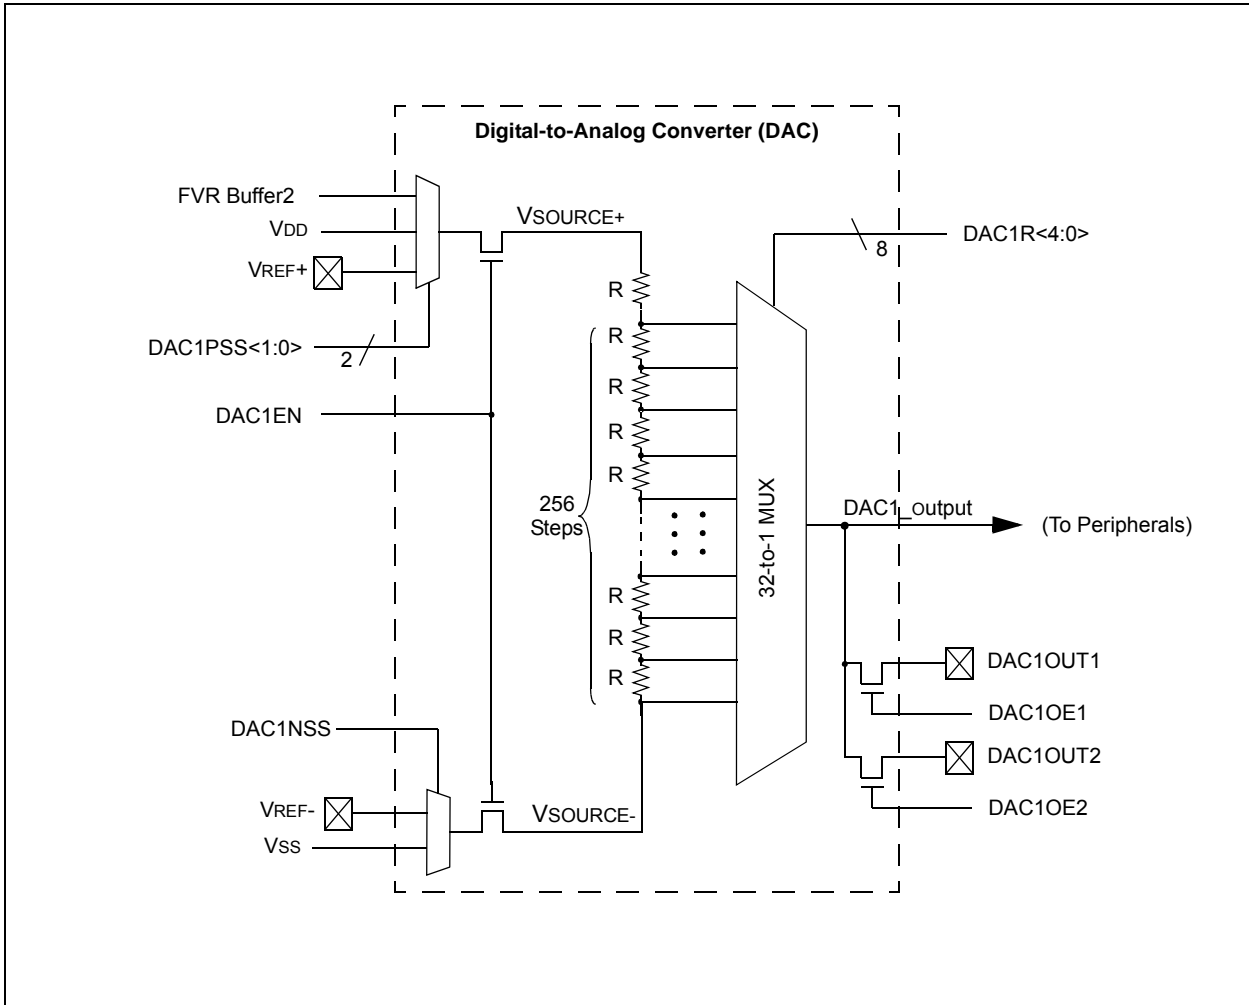 Digital-to-Analog Converter (DAC)
FVR Buffer2
VDD
VREF+
VSOURCE+
DAC1R<4:0>
8
DAC1PSS<1:0>
2
DAC1EN
R
R
R
R
R
256
Steps
R
R
R
32-to-1 MUX
DAC1_Output
(To Peripherals)
DAC1OUT1
DAC1OE1
DAC1OUT2
DAC1OE2
DAC1NSS
VREF-
VSOURCE-
VSS